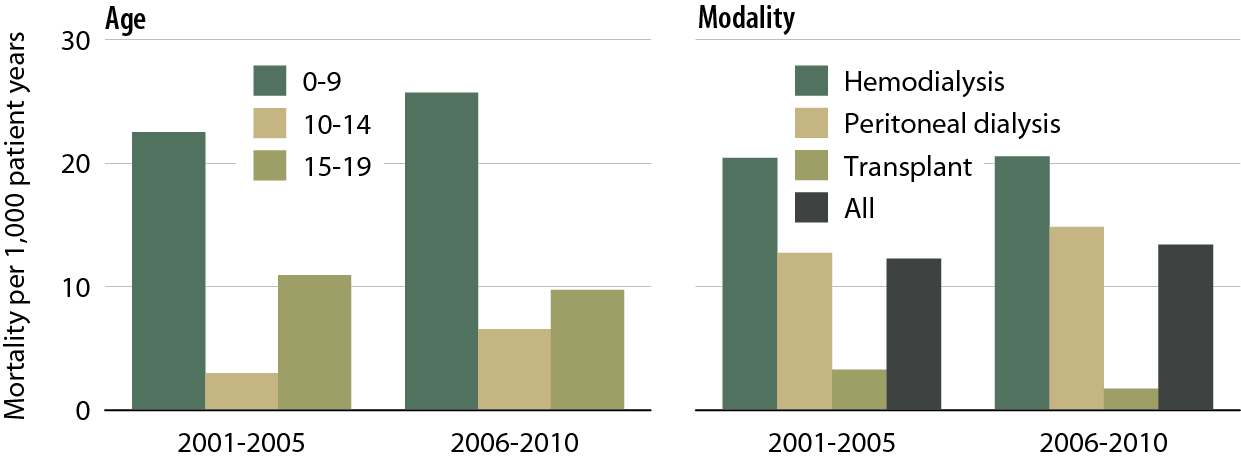 Age
Mortality per 1,000 patient years
30
20
10
0
0-9
10-14
15-19
2001-2005
2006-2010
Modality
Hemodialysis
Peritoneal dialysis
Transplant
All
2001-2005
2006-2010